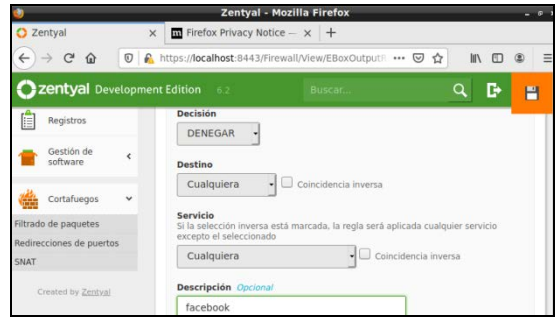 Zentyal - Mozilla Firefox
Zentyal
Firefox Privacy Notice —
https://localhost:8443/Firewall/View/EBoxOutputR
zentyal Development Edition 6.2
Buscar...
Registros
Gestión de
software
Cortafuegos
Filtrado de paquetes
Redirecciones de puertos
SNAT
Created by Zentyal
Decisión
DENEGAR
Destino
Cualquiera
Coincidencia inversa
Servicio
Si la selección inversa está marcada, la regla será aplicada cualquier servicio
excepto el seleccionado
Cualquiera
Coincidencia inversa
Descripción Opcional
facebook